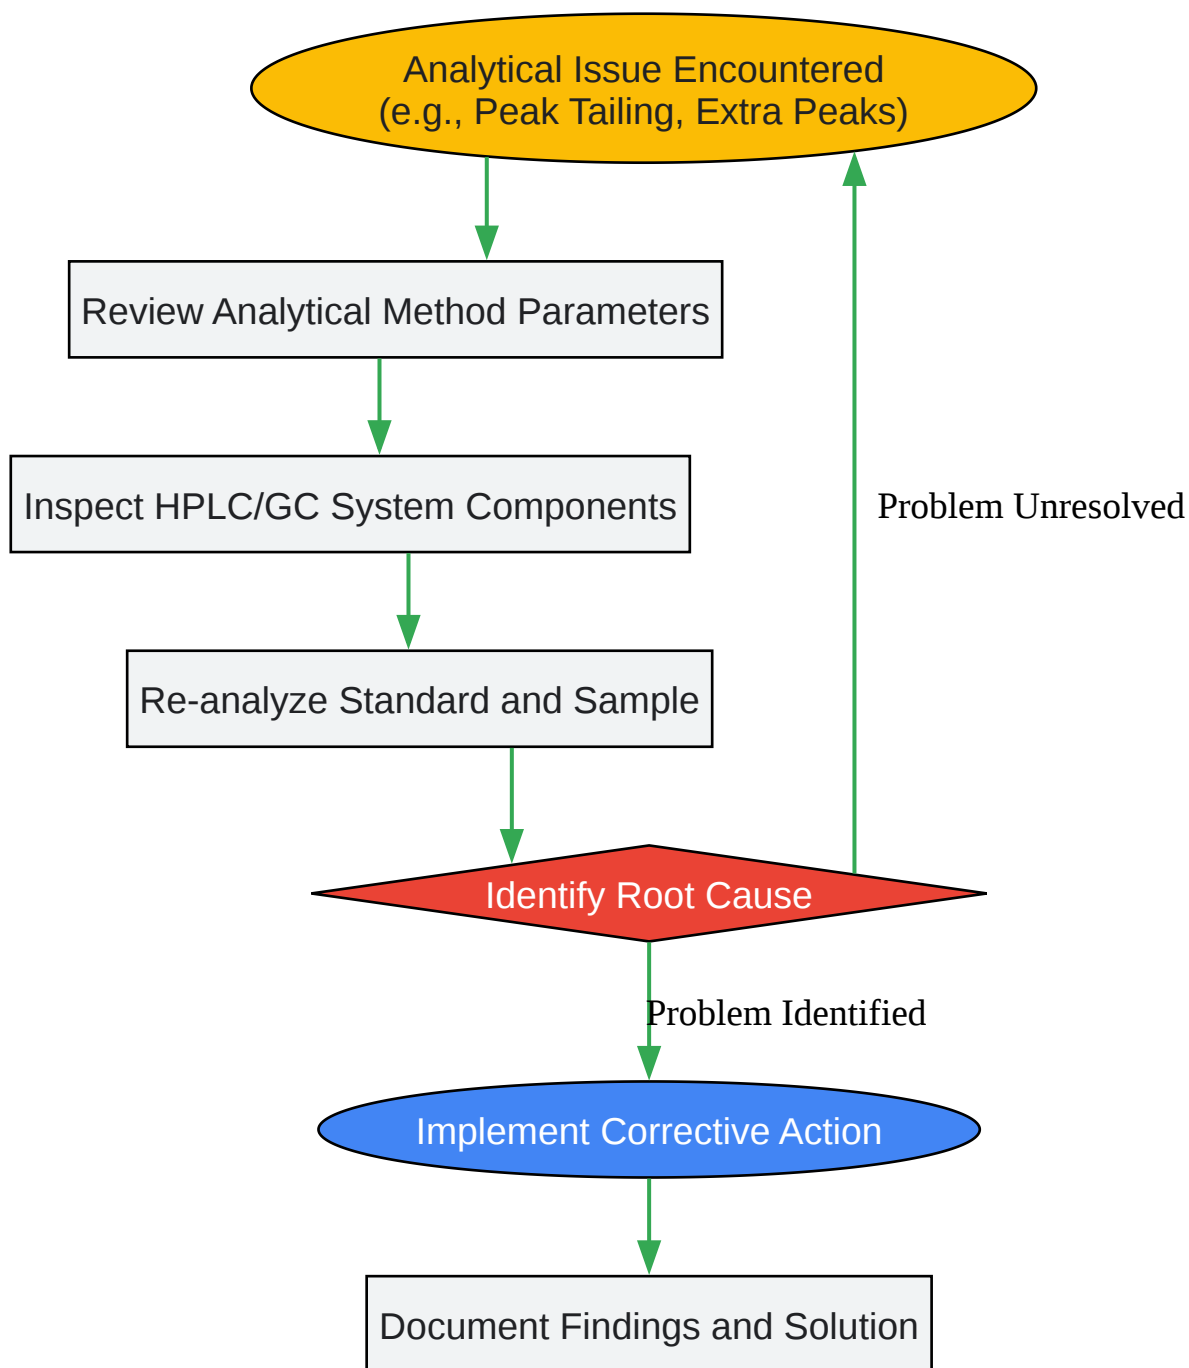 Analytical Issue Encountered
(e.g., Peak Tailing, Extra Peaks)
Review Analytical Method Parameters
Inspect HPLC/GC System Components
Problem Unresolved
Re-analyze Standard and Sample
Identify Root Cause
Problem Identified
Implement Corrective Action
Document Findings and Solution